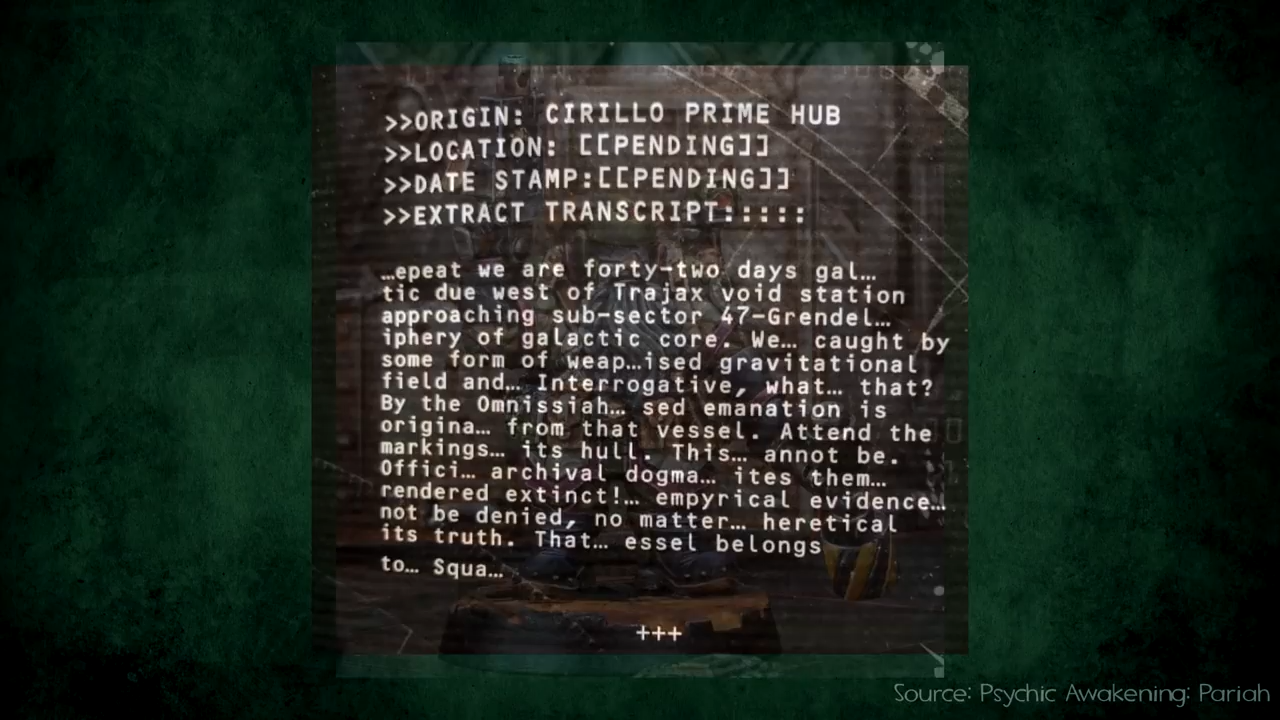 >>ORIGIN: CIRILLO PRIME HUB
>>LOCATION: [[PENDING]]
>>DATE STAMP:[[PENDING]]
>>EXTRACT TRANSCRIPT:::::
…epeat we are forty-two days gal…
tic due west of Trajax void station
approaching sub-sector 47-Grendel…
iphery of galactic core. We… caught by
some form of weap…ised gravitational
field and… Interrogative, what… that?
By the Omnissiah… sed emanation is
origina… from that vessel. Attend the
markings… its hull. This… annot be.
Offici… archival dogma… ites them…
rendered extinct!… empyrical evidence…
not be denied, no matter… heretical
its truth. That… essel belongs
to… Squa…
+++
Source: Psychic Awakening: Pariah